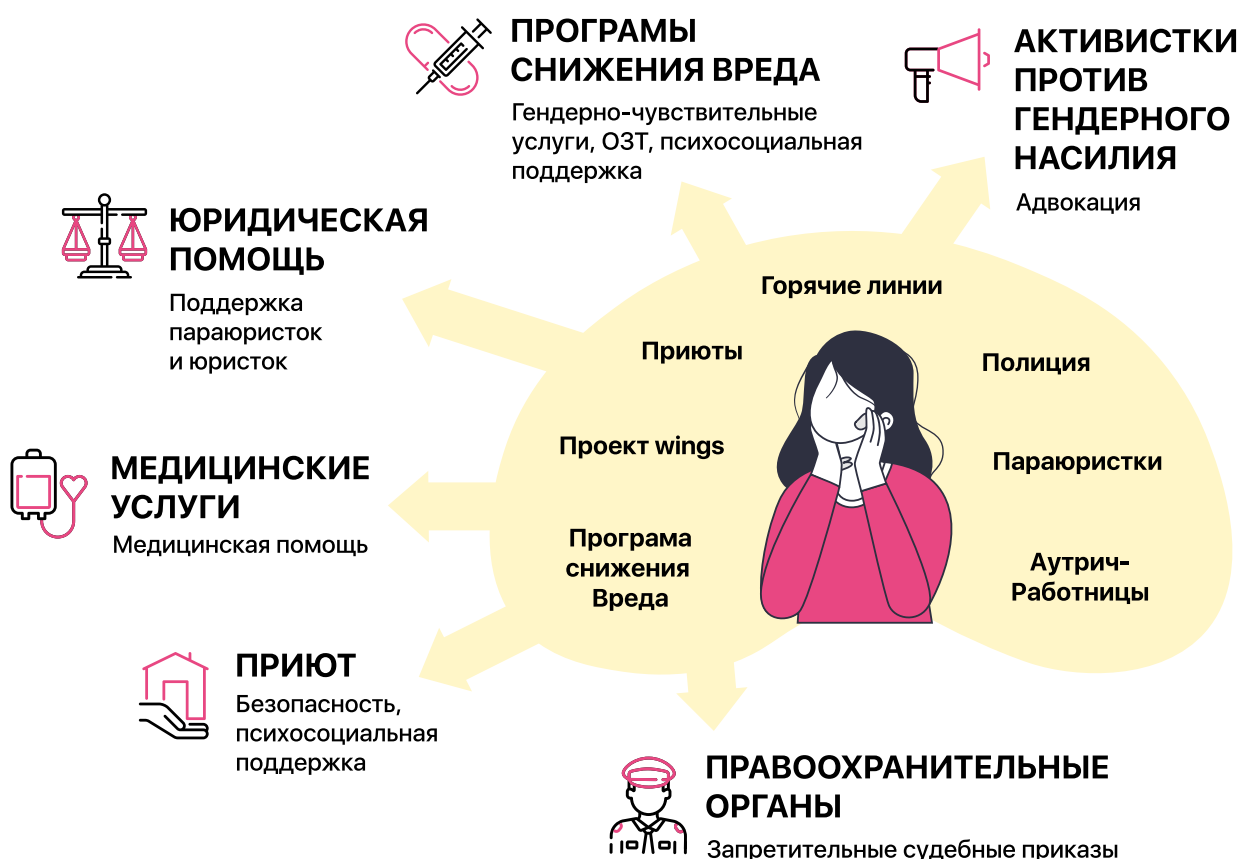 ПРОГРАМЫ
СНИЖЕНИЯ ВРЕДА
Гендерно-чувствительные
услуги, ОЗТ, психосоциальная
поддержка
АКТИВИСТКИ
ПРОТИВ
ГЕНДЕРНОГО
НАСИЛИЯ
Адвокация
ЮРИДИЧЕСКАЯ
ПОМОЩЬ
Поддержка
параюристок
и юристок
Горячие линии
Приюты
Полиция
Проект wings
Параюристки
Програма
снижения
Вреда
Аутрич-
Работницы
МЕДИЦИНСКИЕ
УСЛУГИ
Медицинская помощь
ПРИЮТ
Безопасность,
психосоциальная
поддержка
ПРАВООХРАНИТЕЛЬНЫЕ
ОРГАНЫ
Запретительные судебные приказы